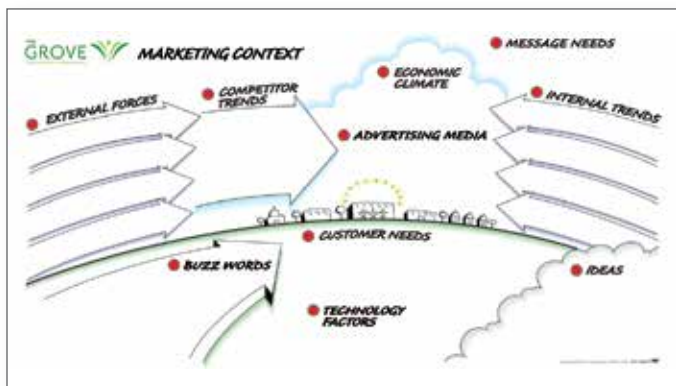 THE
GROVE
MARKETING CONTEXT
MESSAGE NEEDS
ECONOMIC
CLIMATE
COMPETITOR
TRENDS
EXTERNAL FORCES
INTERNAL TRENDS
ADVERTISING MEDIA
CUSTOMER NEEDS
BUZZ WORDS
IDEAS
TECHNOLOGY
FACTORS